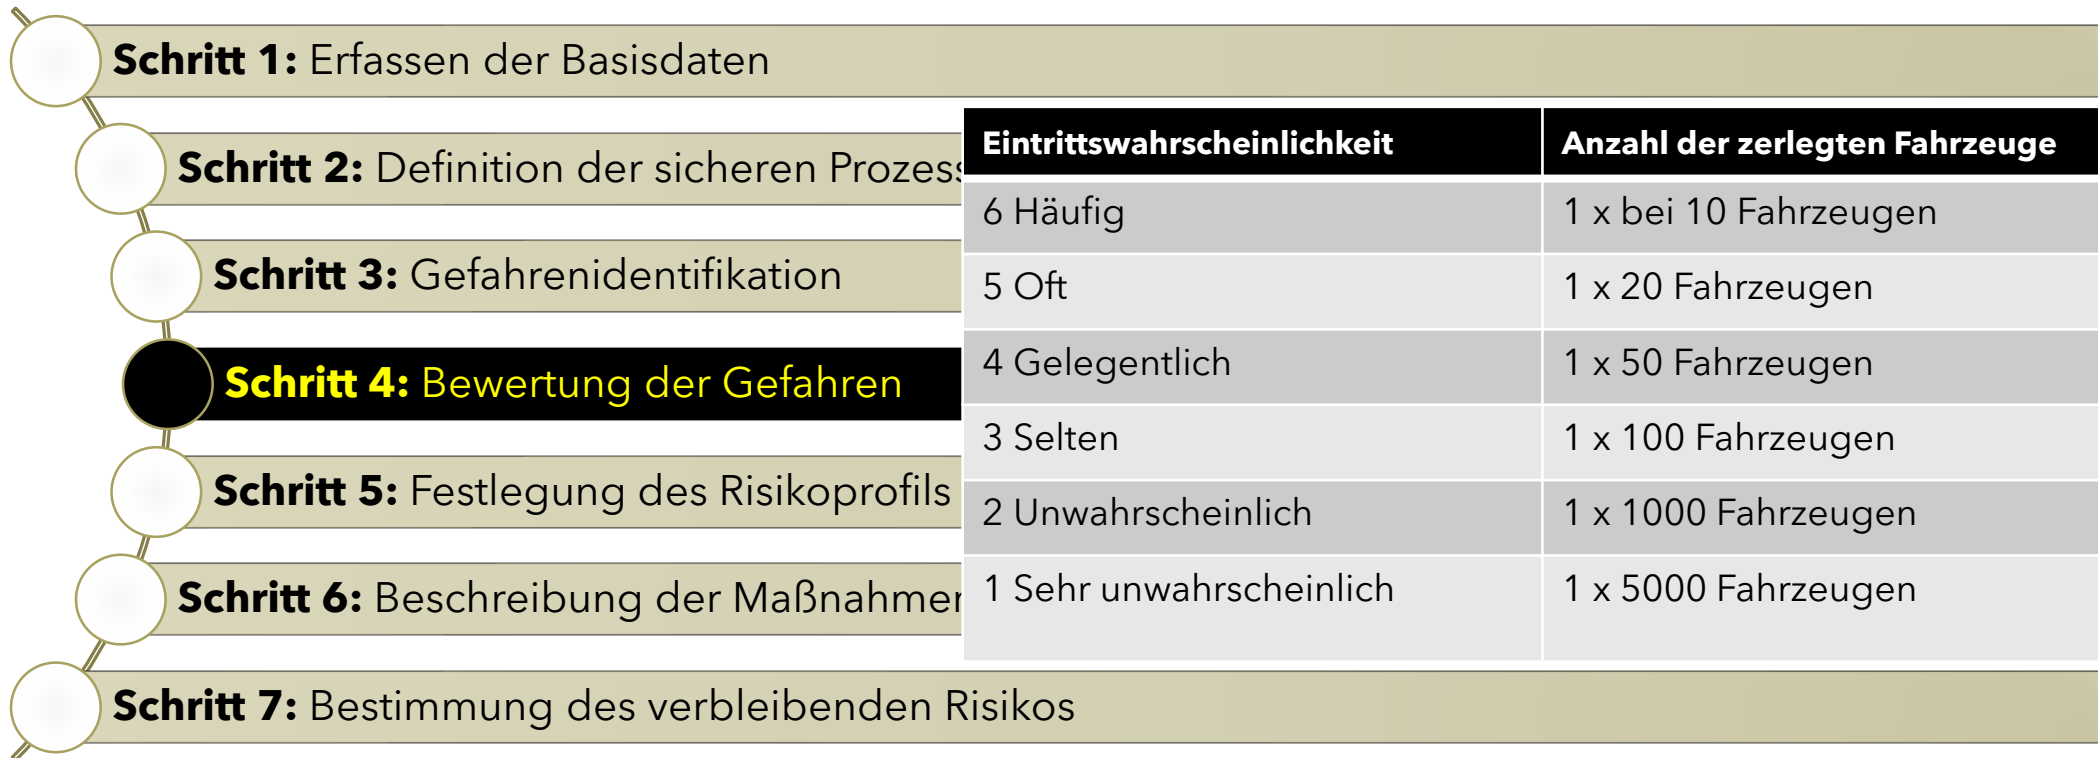 Schritt 1: Erfassen der Basisdaten
Schritt 2: Definition der sicheren
Schritt 3: Gefahrenidentifikation
Schritt 4: Bewertung der Gefahren
Schritt 5: Festlegung des Risikoprofils
Schritt 6: Beschreibung der
Schritt 7: Bestimmung des verbleibenden Risikos
Eintrittswahrscheinlichkeit Anzahl der zerlegten Fahrzeuge
6 Häufig 1 x bei 10 Fahrzeugen
5 Oft 1 x 20 Fahrzeugen
4 Gelegentlich 1 x 50 Fahrzeugen
3 Selten 1 x 100 Fahrzeugen
2 Unwahrscheinlich 1 x 1000 Fahrzeugen
1 Sehr unwahrscheinlich 1 x 5000 Fahrzeugen